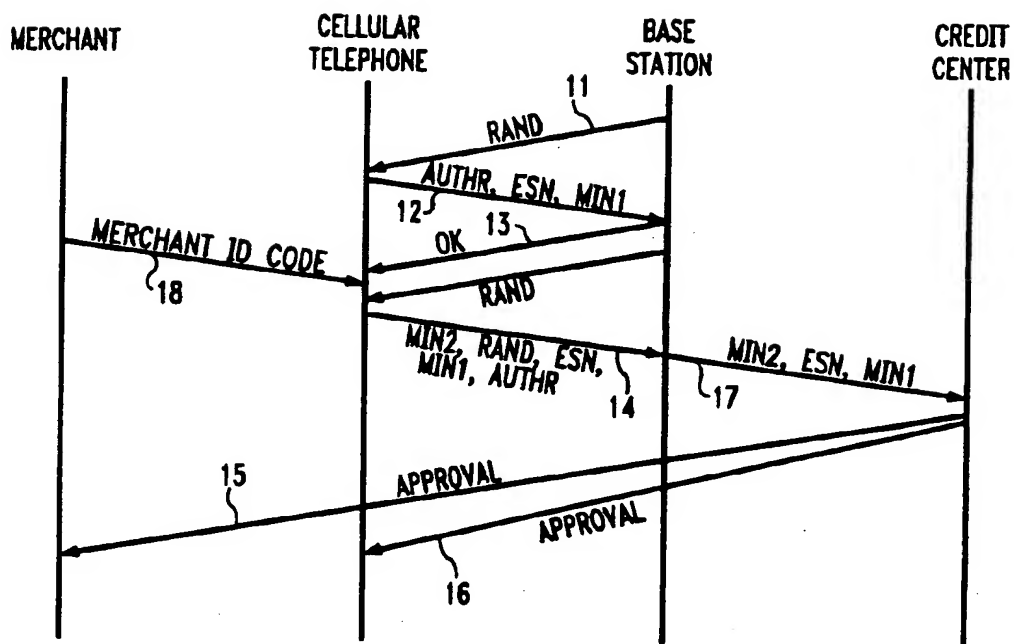 MERCHANT
CELLULAR
TELEPHONE
BASE
STATION
CREDIT
CENTER
11
RAND
AUTHR, ESN, MIN1
12
13
OK
MERCHANT ID CODE
18
RAND
MIN2, RAND, ESN,
MIN1, AUTHR
14
17
MIN2, ESN, MIN1
15
APPROVAL
APPROVAL
16